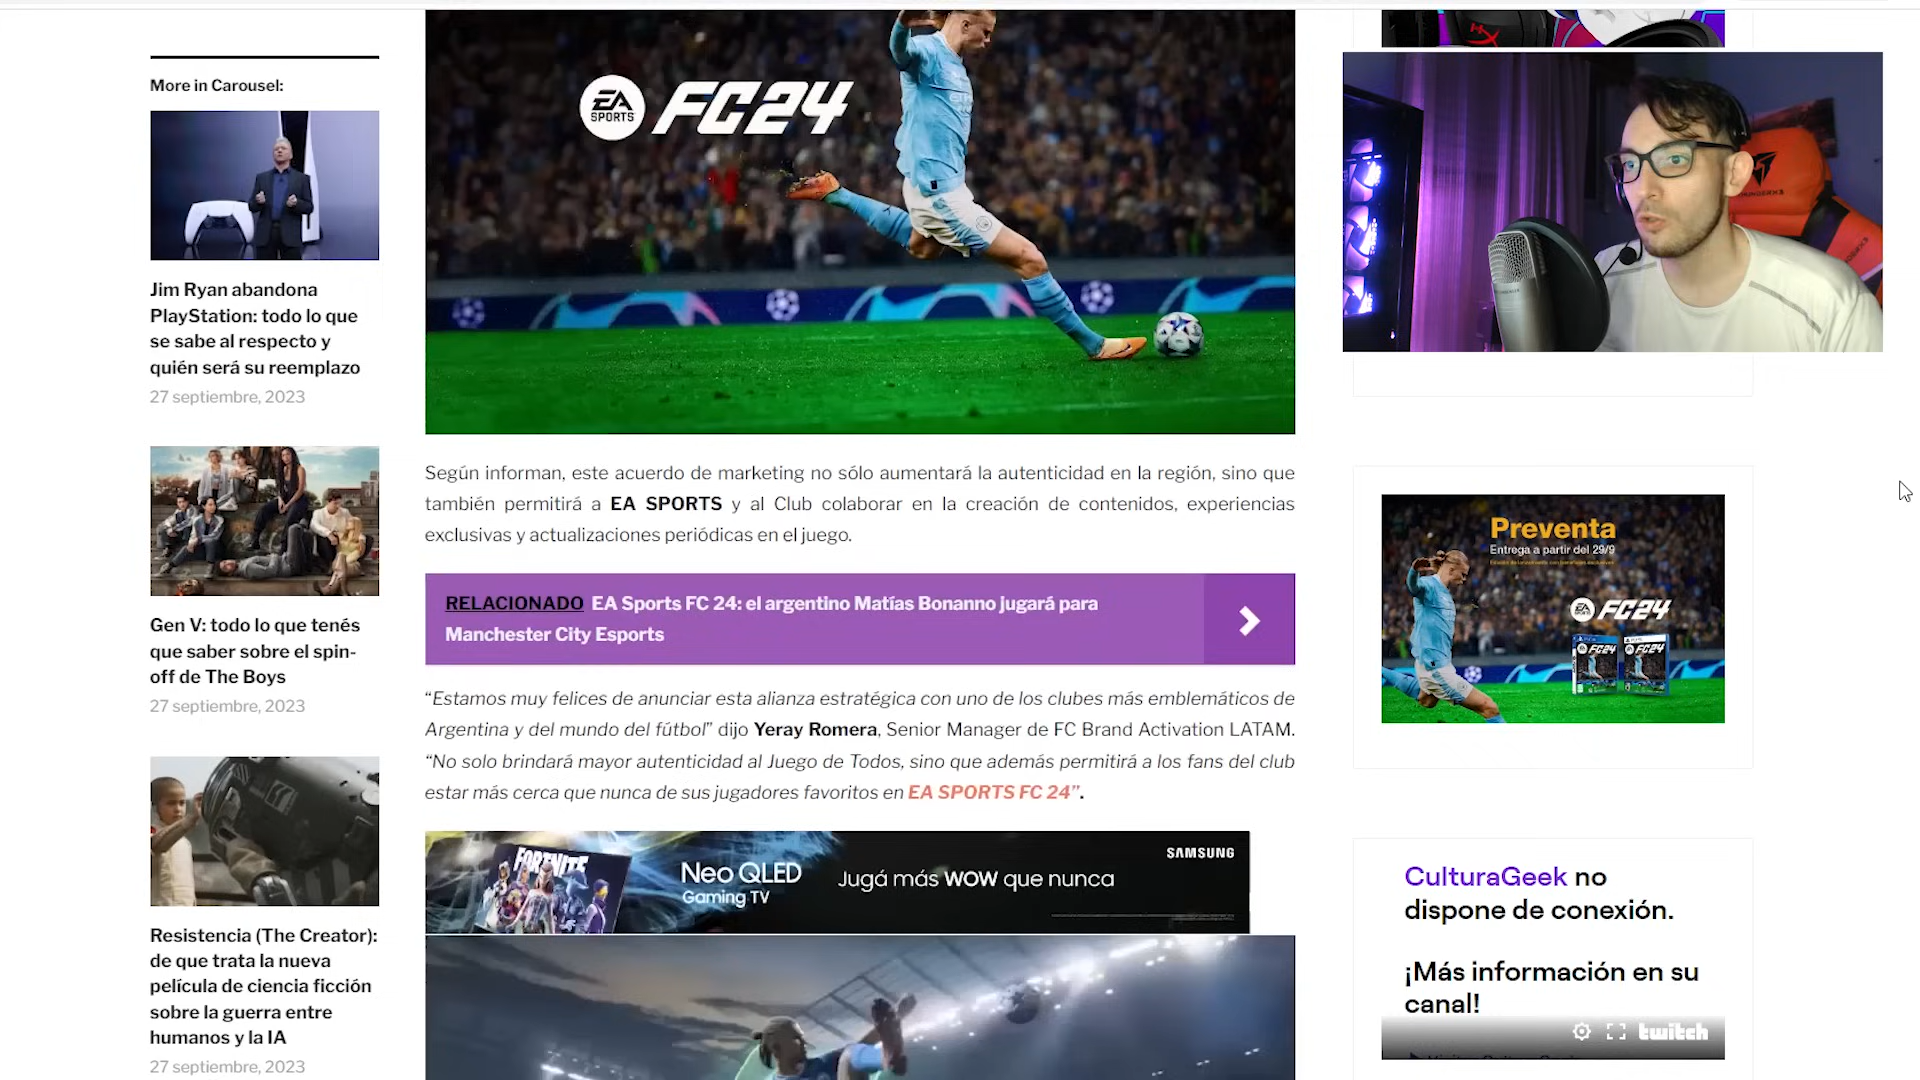 More in Carousel:
Jim Ryan abandona
PlayStation: todo lo que
se sabe al respecto y
quién será su reemplazo
27 septiembre, 2023
Gen V: todo lo que tenés
que saber sobre el spin-
off de The Boys
27 septiembre, 2023
Resistencia (The Creator):
de que trata la nueva
película de ciencia ficción
sobre la guerra entre
humanos y la IA
27 septiembre, 2023
EA
SPORTS
FC24
Según informan, este acuerdo de marketing no sólo aumentará la autenticidad en la región, sino que
también permitirá a EA SPORTS y al Club colaborar en la creación de contenidos, experiencias
exclusivas y actualizaciones periódicas en el juego.
RELACIONADO EA Sports FC 24: el argentino Matías Bonanno jugará para
Manchester City Esports
“Estamos muy felices de anunciar esta alianza estratégica con uno de los clubes más emblemáticos de
Argentina y del mundo del fútbol” dijo Yeray Romera, Senior Manager de FC Brand Activation LATAM.
“No solo brindará mayor autenticidad al Juego de Todos, sino que además permitirá a los fans del club
estar más cerca que nunca de sus jugadores favoritos en EA SPORTS FC 24”.
FORTNITE
Neo QLED
Gaming TV
Jugá más WOW que nunca
SAMSUNG
HX
Preventa
Entrega a partir del 29/9
FC24
FC24
FC24
CulturaGeek no
dispone de conexión.
¡Más información en su
canal!
twitch